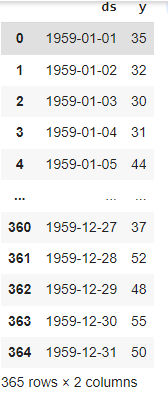 ds y
0 1959-01-01 35
1 1959-01-02 32
2 1959-01-03 30
3 1959-01-04 31
4 1959-01-05 44
... ... ...
360 1959-12-27 37
361 1959-12-28 52
362 1959-12-29 48
363 1959-12-30 55
364 1959-12-31 50
365 rows × 2 columns